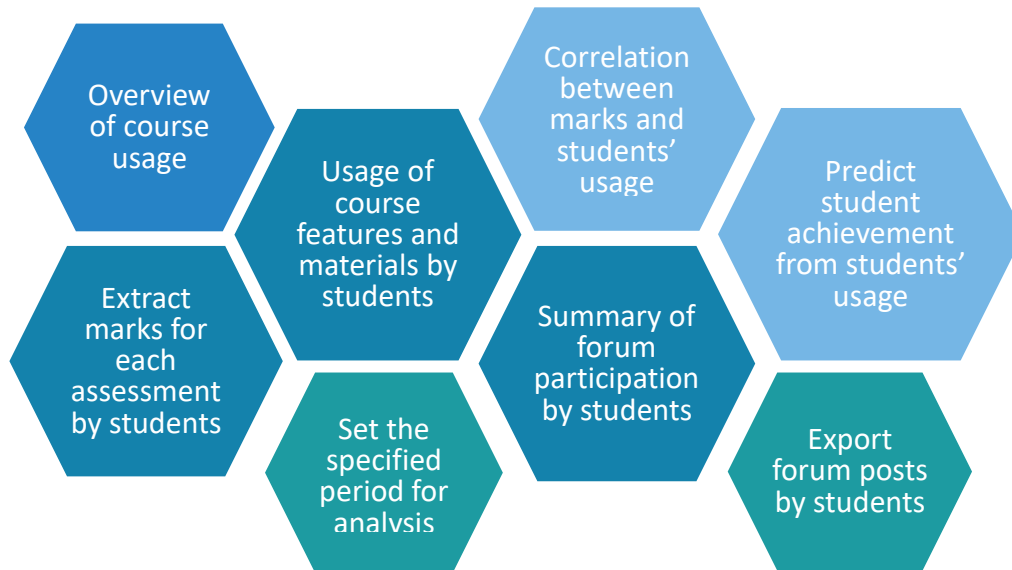 Overview
of course
usage
Extract
marks for
each
assessment
by students
Usage of
course
features and
materials by
students
Set the
specified
period for
analysis
Correlation
between
marks and
students’
usage
Summary of
forum
participation
by students
Predict
student
achievement
from students’
usage
Export
forum posts
by students